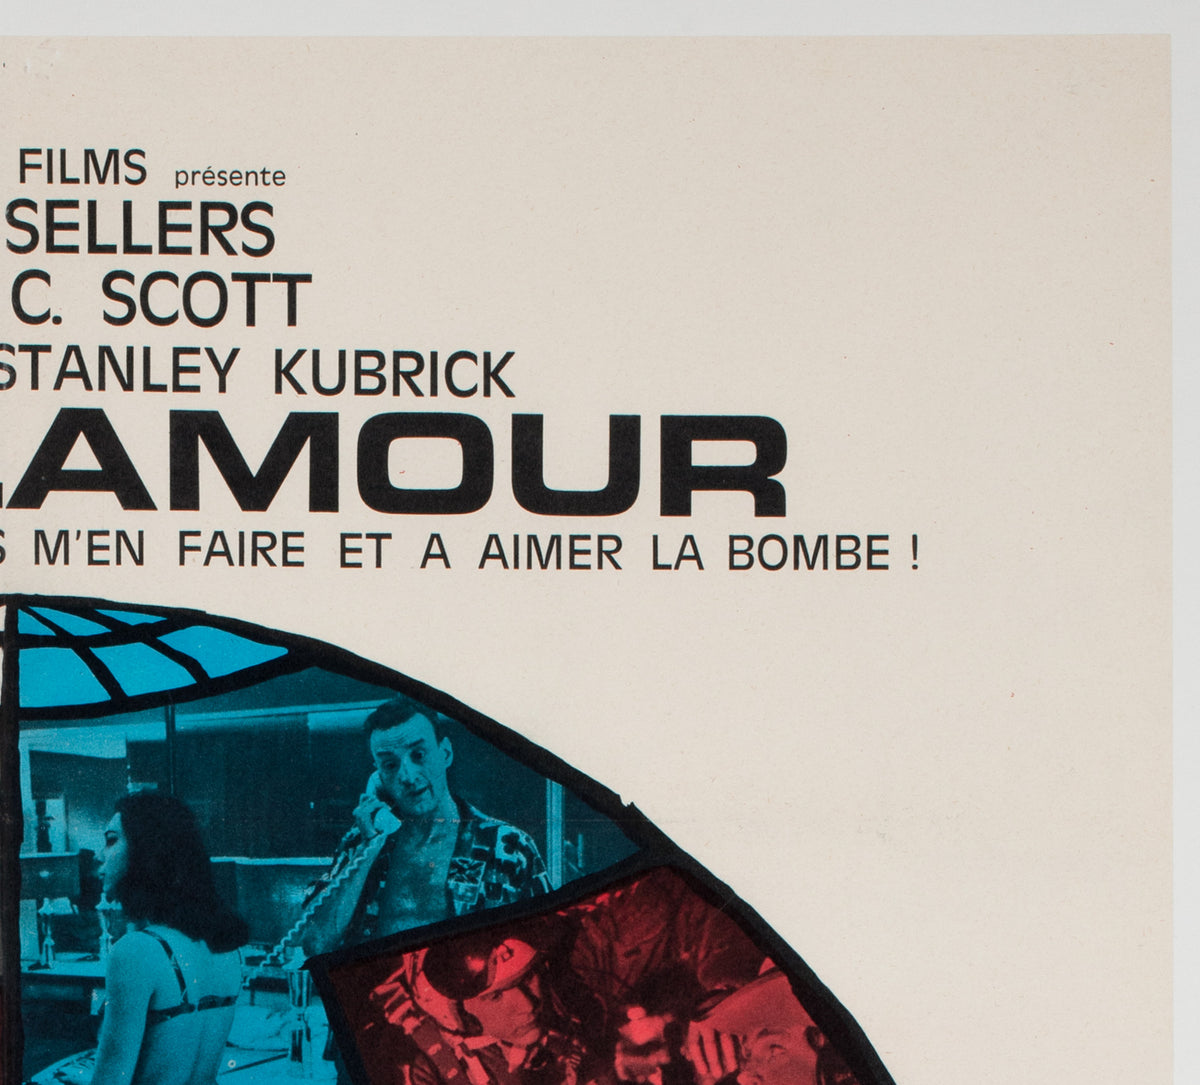 FILMS présente
SELLERS
C. SCOTT
STANLEY KUBRICK
LAMOUR
S M'EN FAIRE ET A AIMER LA BOMBE !